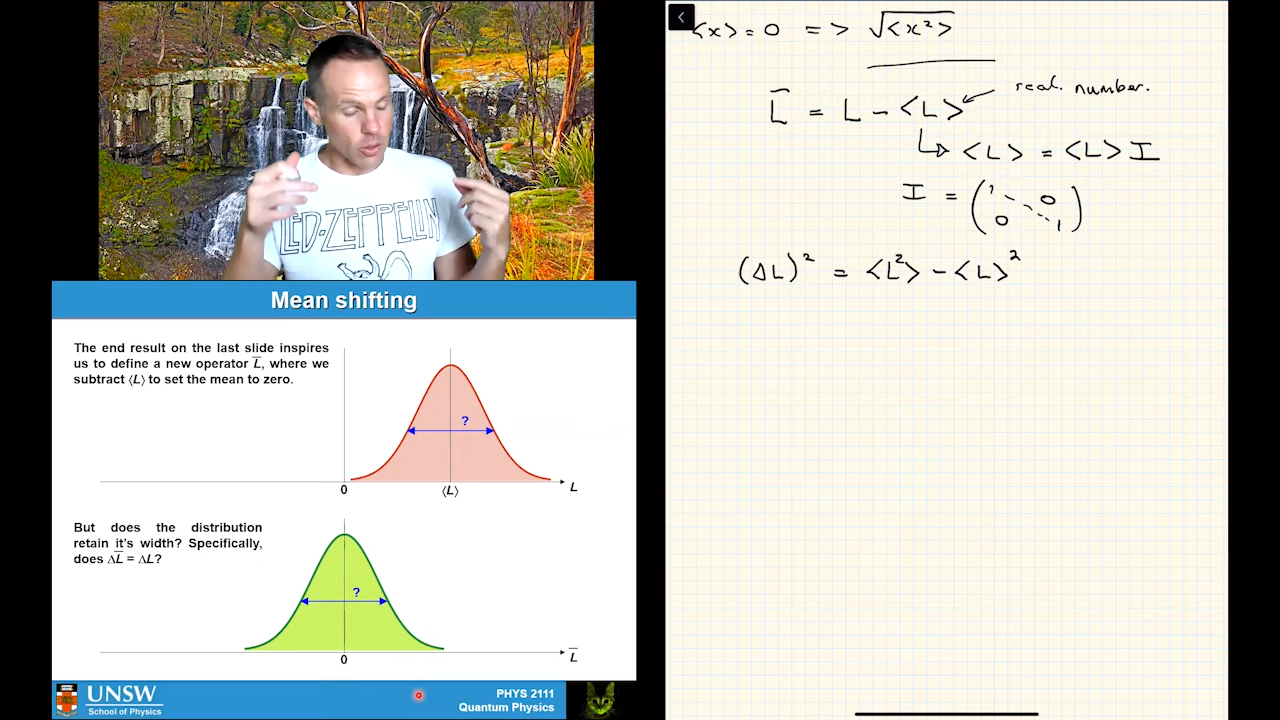 LED-ZEPPELIN
Mean shifting
The end result on the last slide inspires
us to define a new operator L̅, where we
subtract ⟨L⟩ to set the mean to zero.
?
0
⟨L⟩
L
But does the distribution
retain it's width? Specifically,
does ΔL̅ = ΔL?
?
0
L̅
UNSW
School of Physics
PHYS 2111
Quantum Physics
<x> = 0 => √<x²>
L̅ = L - <L> real. number.
↳ <L> = <L> I
I = (1 0
0 1)
(ΔL)² = <L²> - <L>²